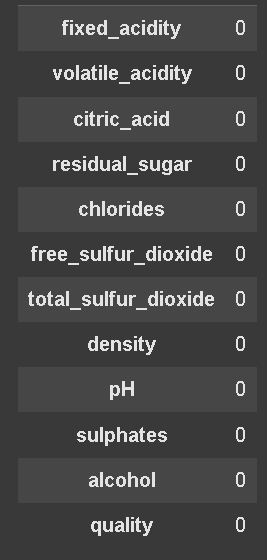 fixed_acidity 0
volatile_acidity 0
citric_acid 0
residual_sugar 0
chlorides 0
free_sulfur_dioxide 0
total_sulfur_dioxide 0
density 0
pH 0
sulphates 0
alcohol 0
quality 0